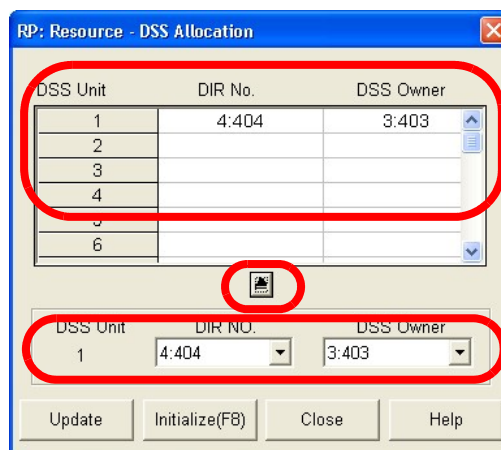 RP: Resource - DSS Allocation
DSS Unit DIR No. DSS Owner
1 4:404 3:403
2
3
4
5
6
DSS Unit DIR NO. DSS Owner
1 4:404 3:403
Update Initialize(F8) Close Help